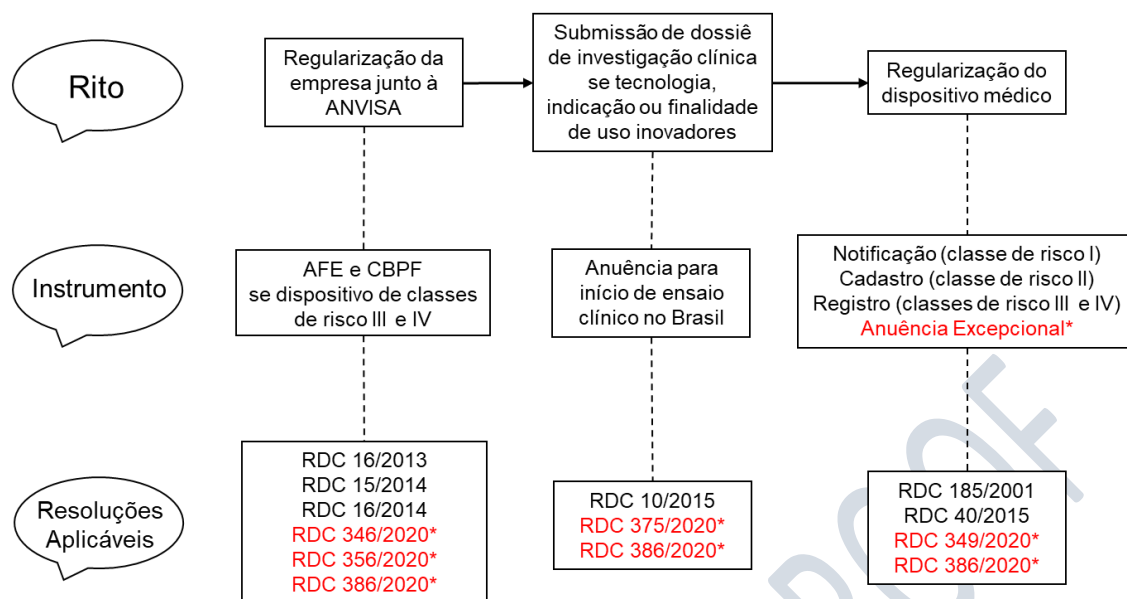 Rito
Regularização da
empresa junto à
ANVISA
Submissão de dossiê
de investigação clínica
se tecnologia,
indicação ou finalidade
de uso inovadores
Regularização do
dispositivo médico
Instrumento
AFE e CBPF
se dispositivo de classes
de risco III e IV
Anuência para
início de ensaio
clínico no Brasil
Notificação (classe de risco I)
Cadastro (classe de risco II)
Registro (classes de risco III e IV)
Anuência Excepcional*
Resoluções
Aplicáveis
RDC 16/2013
RDC 15/2014
RDC 16/2014
RDC 346/2020*
RDC 356/2020*
RDC 386/2020*
RDC 10/2015
RDC 375/2020*
RDC 386/2020*
RDC 185/2001
RDC 40/2015
RDC 349/2020*
RDC 386/2020*